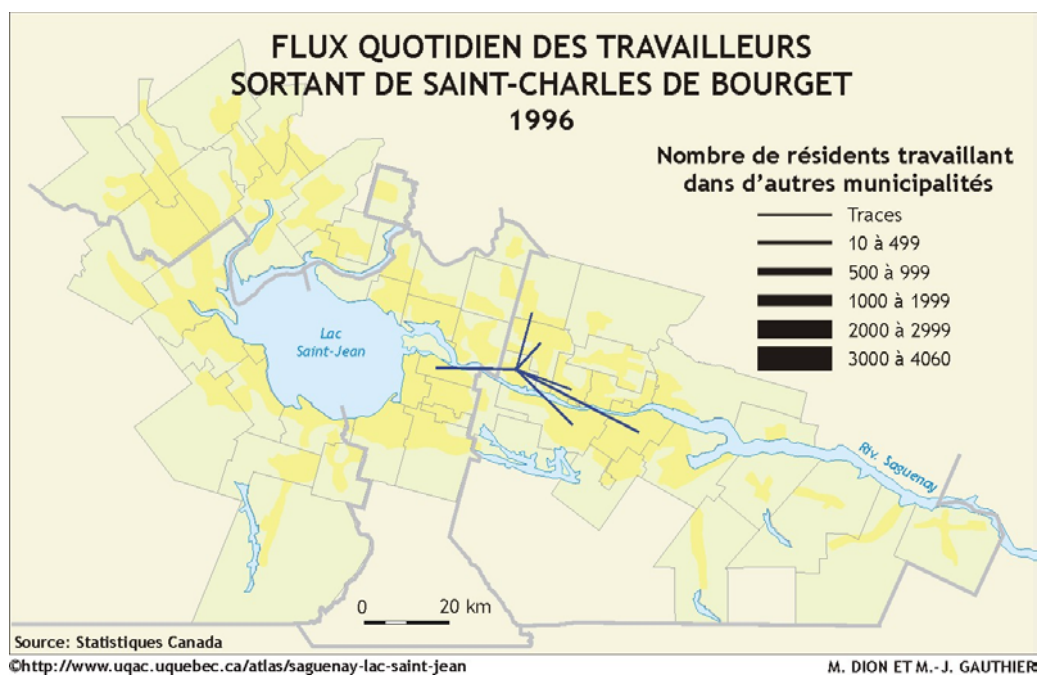 FLUX QUOTIDIEN DES TRAVAILLEURS
SORTANT DE SAINT-CHARLES DE BOURGET
1996
Nombre de résidents travaillant
dans d'autres municipalités
Traces
10 à 499
500 à 999
1000 à 1999
2000 à 2999
3000 à 4060
Lac
Saint-Jean
Riv. Saguenay
0 20 km
Source: Statistiques Canada
©http://www.uqac.uquebec.ca/atlas/saguenay-lac-saint-jean
M. DION ET M.-J. GAUTHIER